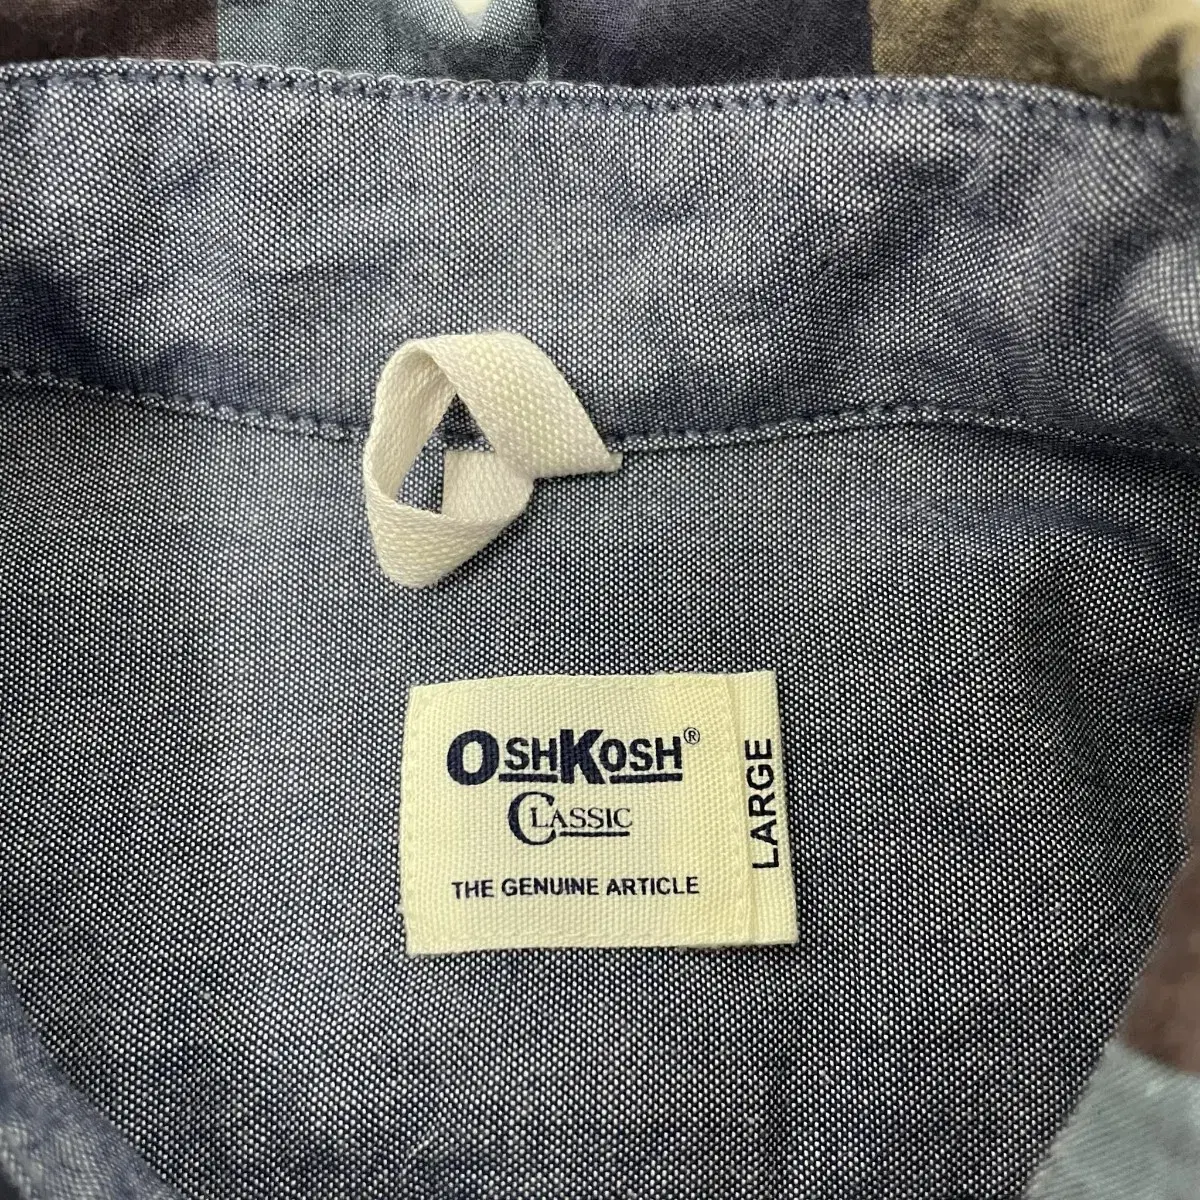 OSHKOSH®
CLASSIC
THE GENUINE ARTICLE
LARGE